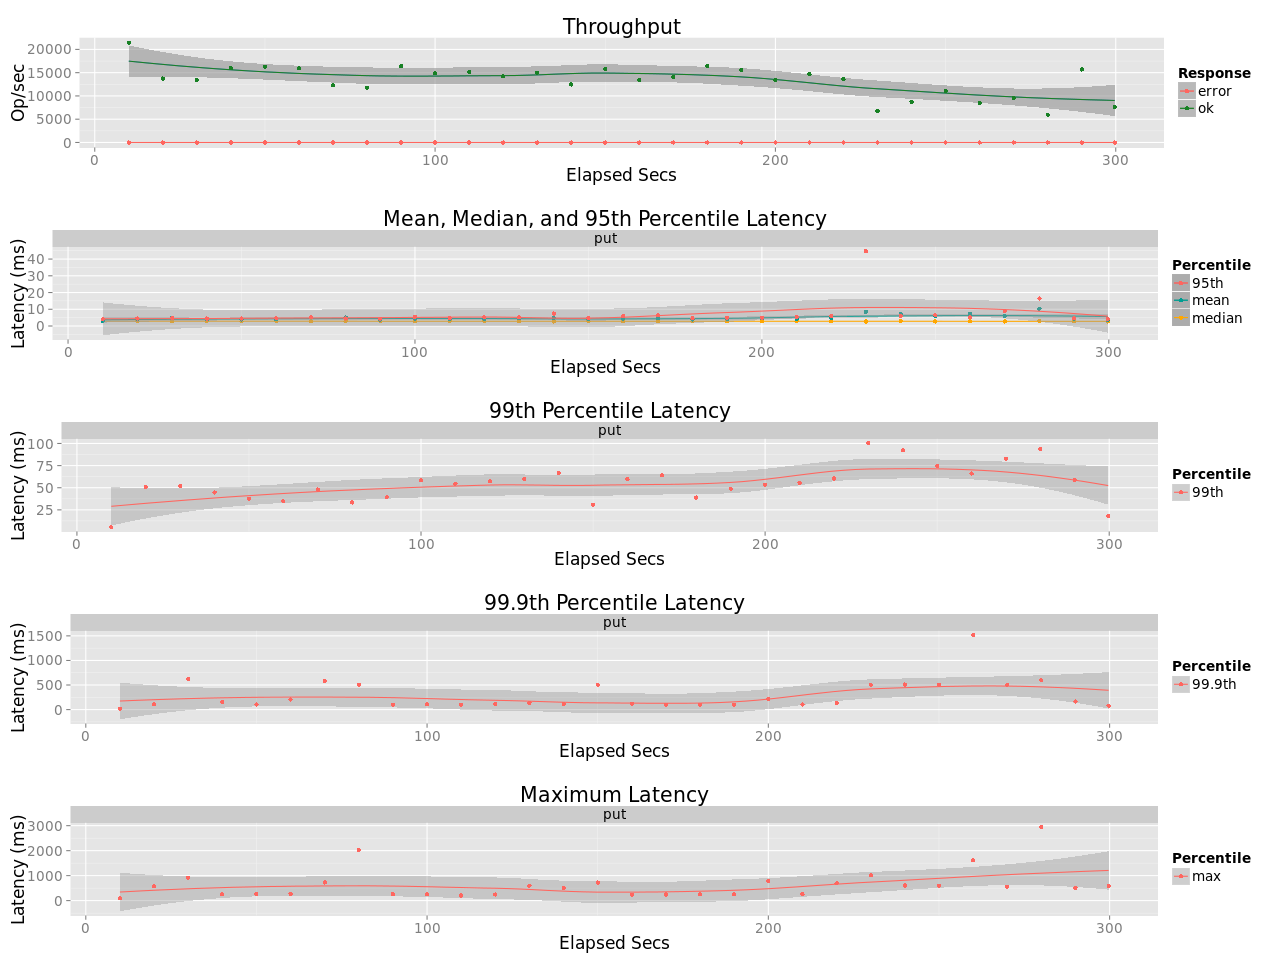 Throughput
Op/sec
20000
15000
10000
5000
0
0 100 200 300
Elapsed Secs
Response
error
ok
Mean, Median, and 95th Percentile Latency
put
Latency (ms)
40
30
20
10
0
0 100 200 300
Elapsed Secs
Percentile
95th
mean
median
99th Percentile Latency
put
Latency (ms)
100
75
50
25
0 100 200 300
Elapsed Secs
Percentile
99th
99.9th Percentile Latency
put
Latency (ms)
1500
1000
500
0
0 100 200 300
Elapsed Secs
Percentile
99.9th
Maximum Latency
put
Latency (ms)
3000
2000
1000
0
0 100 200 300
Elapsed Secs
Percentile
max